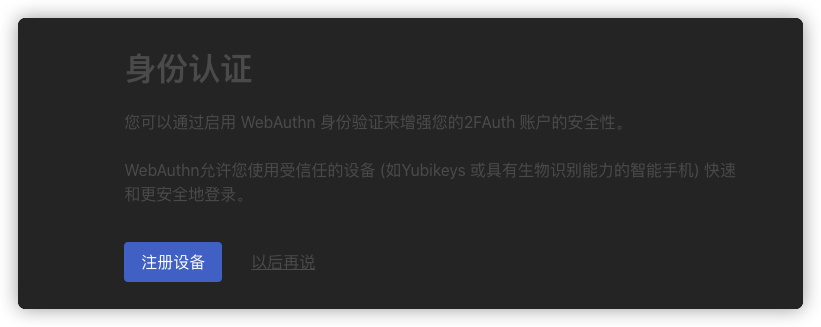 身份认证
您可以通过启用 WebAuthn 身份验证来增强您的2FAuth 账户的安全性。
WebAuthn允许您使用受信任的设备 (如Yubikeys 或具有生物识别能力的智能手机) 快速
和更安全地登录。
注册设备 以后再说